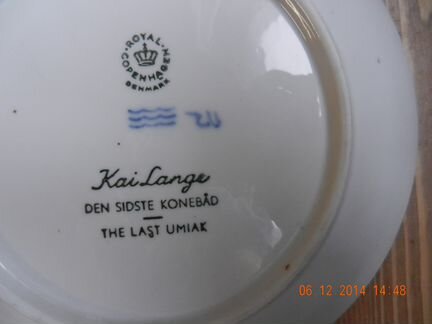 ROYAL
COPENHAGEN
DENMARK
Kai Lange
DEN SIDSTE KONEBÅD
THE LAST UMIAK
06 12 2014 14:48